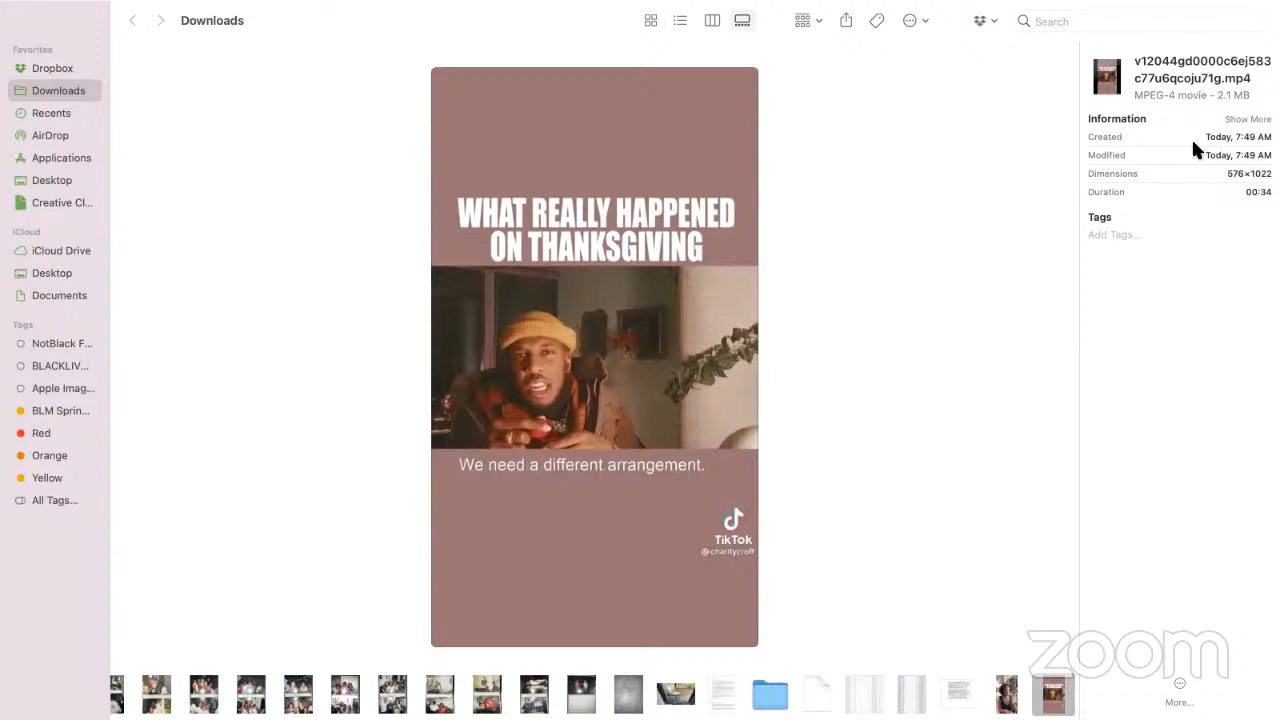 Downloads
Search
Favorites
Dropbox
Downloads
Recents
AirDrop
Applications
Desktop
Creative Cl...
iCloud
iCloud Drive
Desktop
Documents
Tags
NotBlack F...
BLACKLIV...
Apple Imag...
BLM Sprin...
Red
Orange
Yellow
All Tags...
WHAT REALLY HAPPENED
ON THANKSGIVING
We need a different arrangement.
TikTok
@charitycroff
v12044gd0000c6ej583
c77u6qcoju71g.mp4
MPEG-4 movie - 2.1 MB
Information
Show More
Created
Today, 7:49 AM
Modified
Today, 7:49 AM
Dimensions
576×1022
Duration
00:34
Tags
Add Tags...
zoom
More...